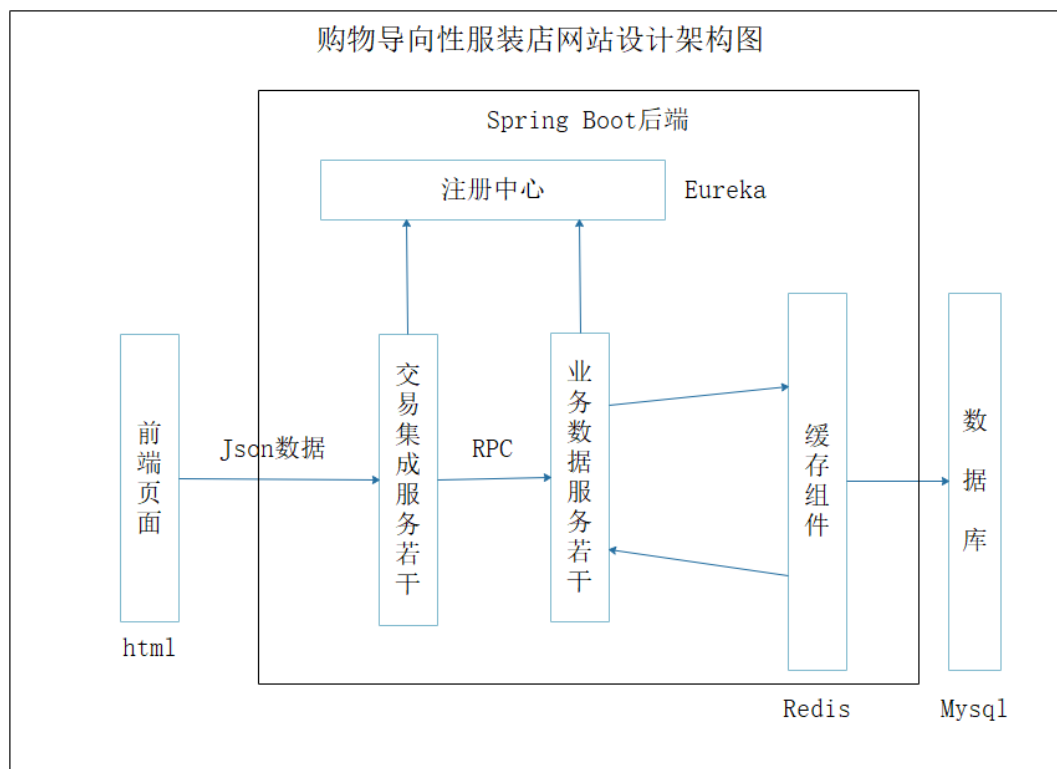 购物导向性服装店网站设计架构图
Spring Boot后端
注册中心
Eureka
前端页面
html
Json数据
交易集成服务若干
RPC
业务数据服务若干
缓存组件
Redis
数据库
Mysql